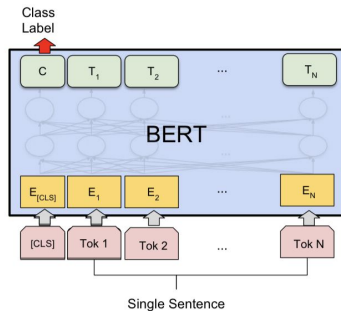 Class
Label
C T1 T2 ... TN
...
BERT
...
E[CLS] E1 E2 ... EN
[CLS] Tok 1 Tok 2 ... Tok N
Single Sentence